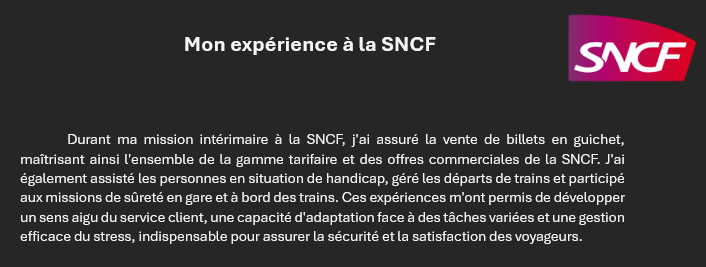 Mon expérience à la SNCF
SNCF
Durant ma mission intérimaire à la SNCF, j'ai assuré la vente de billets en guichet,
maîtrisant ainsi l'ensemble de la gamme tarifaire et des offres commerciales de la SNCF. J'ai
également assisté les personnes en situation de handicap, géré les départs de trains et participé
aux missions de sûreté en gare et à bord des trains. Ces expériences m'ont permis de développer
un sens aigu du service client, une capacité d'adaptation face à des tâches variées et une gestion
efficace du stress, indispensable pour assurer la sécurité et la satisfaction des voyageurs.